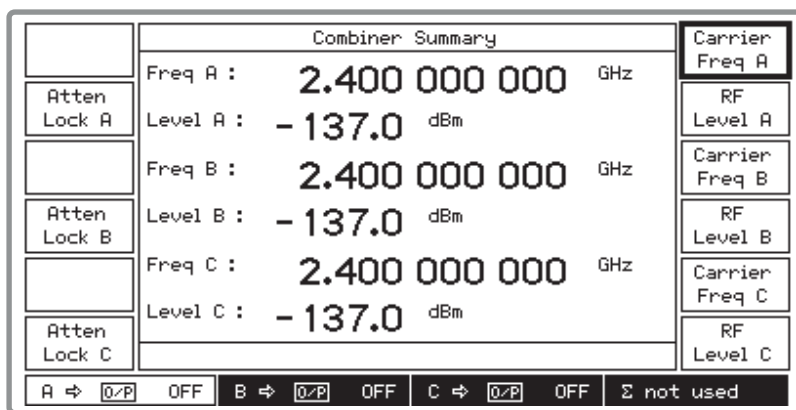 Combiner Summary
Atten
Lock A
Atten
Lock B
Atten
Lock C
Freq A : 2.400 000 000 GHz
Level A : -137.0 dBm
Freq B : 2.400 000 000 GHz
Level B : -137.0 dBm
Freq C : 2.400 000 000 GHz
Level C : -137.0 dBm
Carrier
Freq A
RF
Level A
Carrier
Freq B
RF
Level B
Carrier
Freq C
RF
Level C
A ⇨ O/P OFF B ⇨ O/P OFF C ⇨ O/P OFF Σ not used